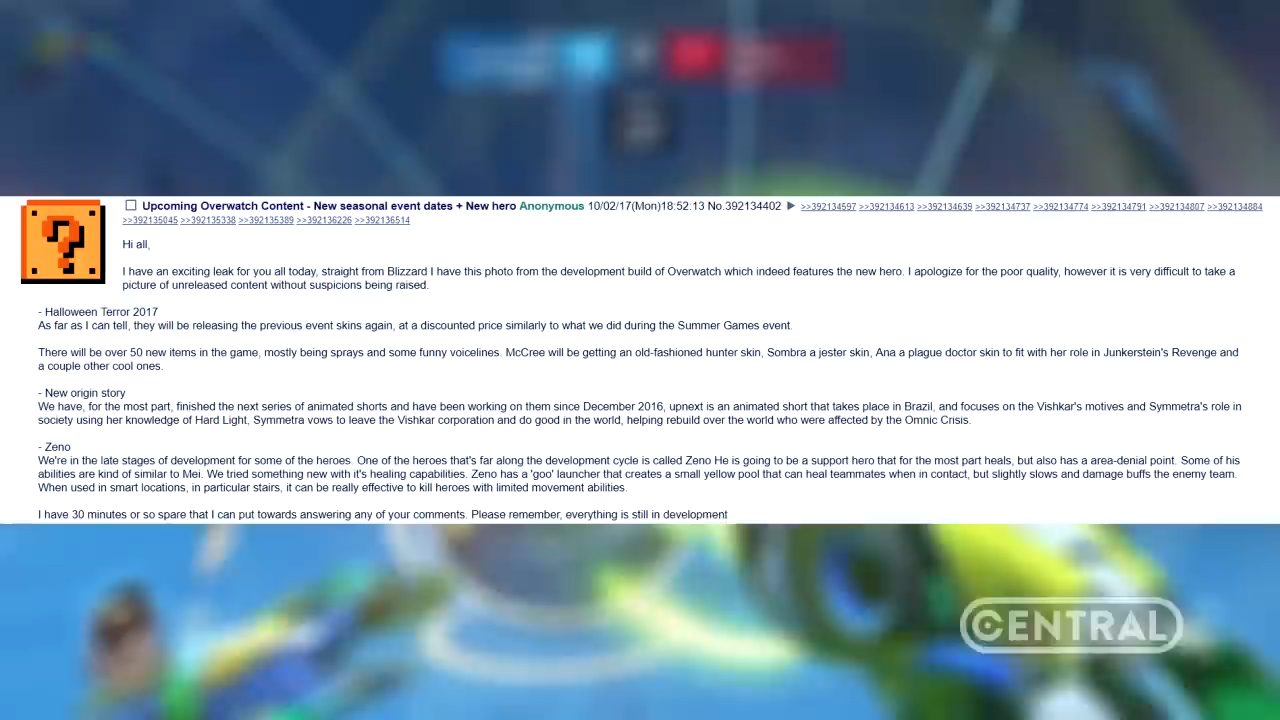 Upcoming Overwatch Content - New seasonal event dates + New hero Anonymous 10/02/17(Mon)18:52:13 No.392134402 ▶ >>392134597 >>392134613 >>392134639 >>392134737 >>392134774 >>392134791 >>392134807 >>392134884
>>392135045 >>392135338 >>392135389 >>392136226 >>392136514
Hi all,
I have an exciting leak for you all today, straight from Blizzard I have this photo from the development build of Overwatch which indeed features the new hero. I apologize for the poor quality, however it is very difficult to take a
picture of unreleased content without suspicions being raised.
- Halloween Terror 2017
As far as I can tell, they will be releasing the previous event skins again, at a discounted price similarly to what we did during the Summer Games event.
There will be over 50 new items in the game, mostly being sprays and some funny voicelines. McCree will be getting an old-fashioned hunter skin, Sombra a jester skin, Ana a plague doctor skin to fit with her role in Junkerstein's Revenge and
a couple other cool ones.
- New origin story
We have, for the most part, finished the next series of animated shorts and have been working on them since December 2016, upnext is an animated short that takes place in Brazil, and focuses on the Vishkar's motives and Symmetra's role in
society using her knowledge of Hard Light, Symmetra vows to leave the Vishkar corporation and do good in the world, helping rebuild over the world who were affected by the Omnic Crisis.
- Zeno
We're in the late stages of development for some of the heroes. One of the heroes that's far along the development cycle is called Zeno He is going to be a support hero that for the most part heals, but also has a area-denial point. Some of his
abilities are kind of similar to Mei. We tried something new with it's healing capabilities. Zeno has a 'goo' launcher that creates a small yellow pool that can heal teammates when in contact, but slightly slows and damage buffs the enemy team.
When used in smart locations, in particular stairs, it can be really effective to kill heroes with limited movement abilities.
I have 30 minutes or so spare that I can put towards answering any of your comments. Please remember, everything is still in development
CENTRAL